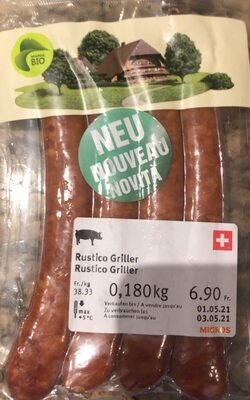 MIGROS
BIO
NEU
NOUVEAU
NOVITÀ
Rustico Griller
Rustico Griller
Fr./kg
38.33 0,180kg 6.90 Fr.
max
+5°C
Verkaufen bis / A vendre jusqu'au 01.05.21
Zu verbrauchen bis
A consommer jusqu'au 03.05.21
MIGROS